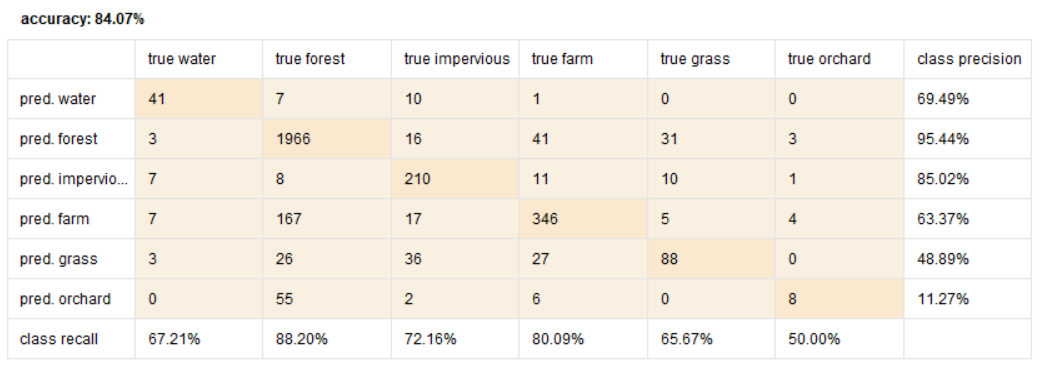 accuracy: 84.07%
true water true forest true impervious true farm true grass true orchard class precision
pred. water 41 7 10 1 0 0 69.49%
pred. forest 3 1966 16 41 31 3 95.44%
pred. impervio... 7 8 210 11 10 1 85.02%
pred. farm 7 167 17 346 5 4 63.37%
pred. grass 3 26 36 27 88 0 48.89%
pred. orchard 0 55 2 6 0 8 11.27%
class recall 67.21% 88.20% 72.16% 80.09% 65.67% 50.00%